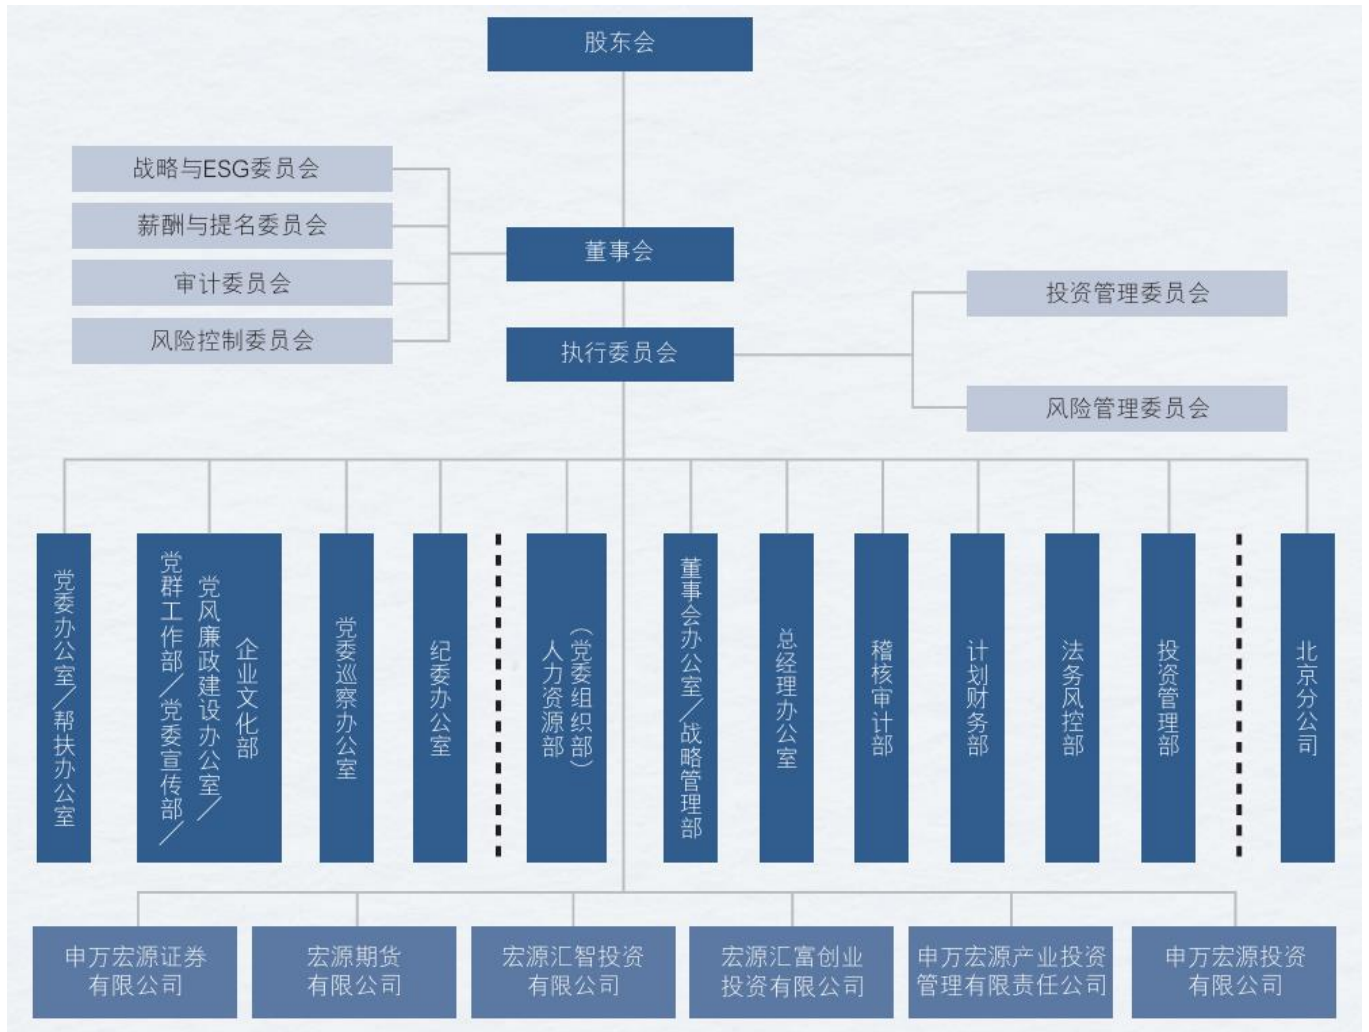 股东会
战略与ESG委员会
薪酬与提名委员会
审计委员会
风险控制委员会
董事会
执行委员会
投资管理委员会
风险管理委员会
党委办公室/帮扶办公室
党群工作部/党委宣传部/
党风廉政建设办公室/
企业文化部
党委巡察办公室
纪委办公室
人力资源部
（党委组织部）
董事会办公室/战略管理部
总经理办公室
稽核审计部
计划财务部
法务风控部
投资管理部
北京分公司
申万宏源证券
有限公司
宏源期货
有限公司
宏源汇智投资
有限公司
宏源汇富创业
投资有限公司
申万宏源产业投资
管理有限责任公司
申万宏源投资
有限公司